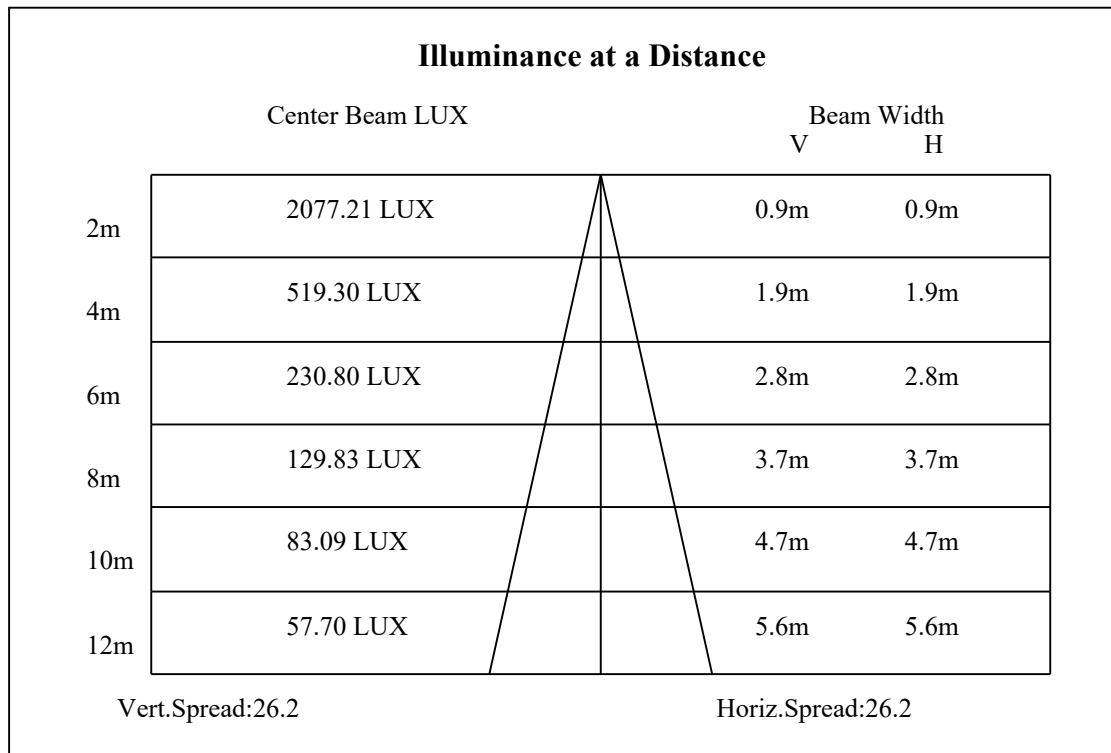 Illuminance at a Distance
Center Beam LUX Beam Width
V H
2m 2077.21 LUX 0.9m 0.9m
4m 519.30 LUX 1.9m 1.9m
6m 230.80 LUX 2.8m 2.8m
8m 129.83 LUX 3.7m 3.7m
10m 83.09 LUX 4.7m 4.7m
12m 57.70 LUX 5.6m 5.6m
Vert.Spread:26.2 Horiz.Spread:26.2